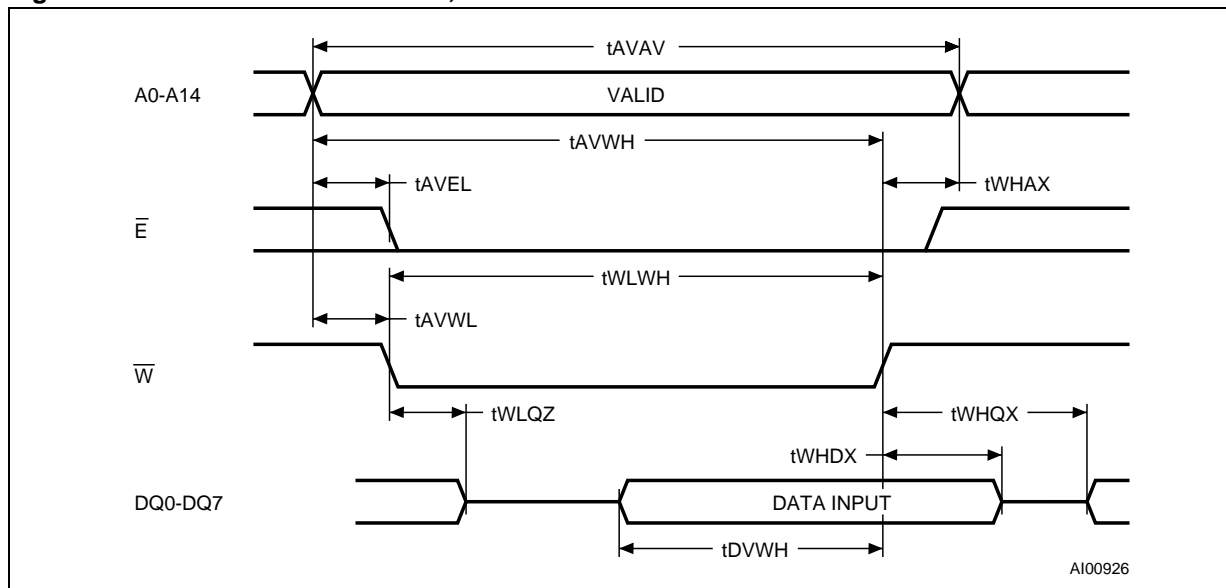 tAVAV
A0-A14
VALID
tAVWH
tAVEL
tWHAX
E̅
tWLWH
tAVWL
W̅
tWLQZ
tWHQX
tWHDX
DQ0-DQ7
DATA INPUT
tDVWH
AI00926